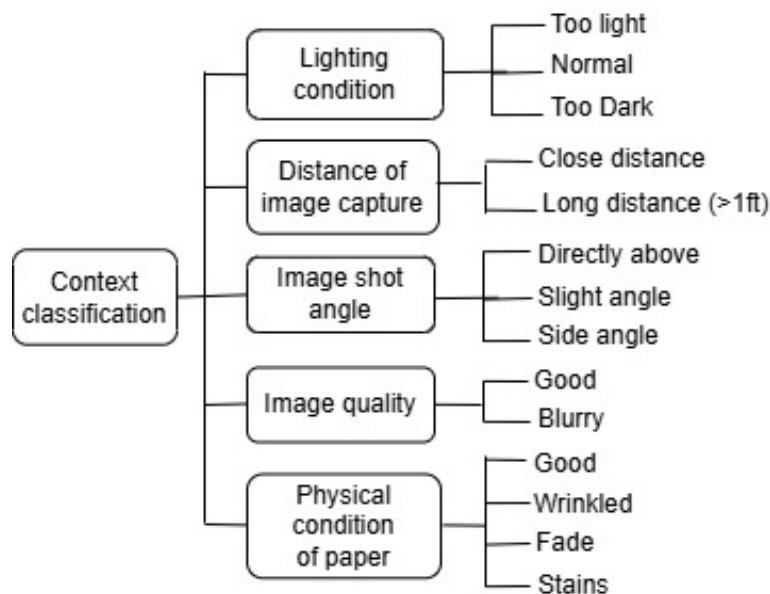 Context
classification
Lighting
condition
Too light
Normal
Too Dark
Distance of
image capture
Close distance
Long distance (>1ft)
Image shot
angle
Directly above
Slight angle
Side angle
Image quality
Good
Blurry
Physical
condition
of paper
Good
Wrinkled
Fade
Stains